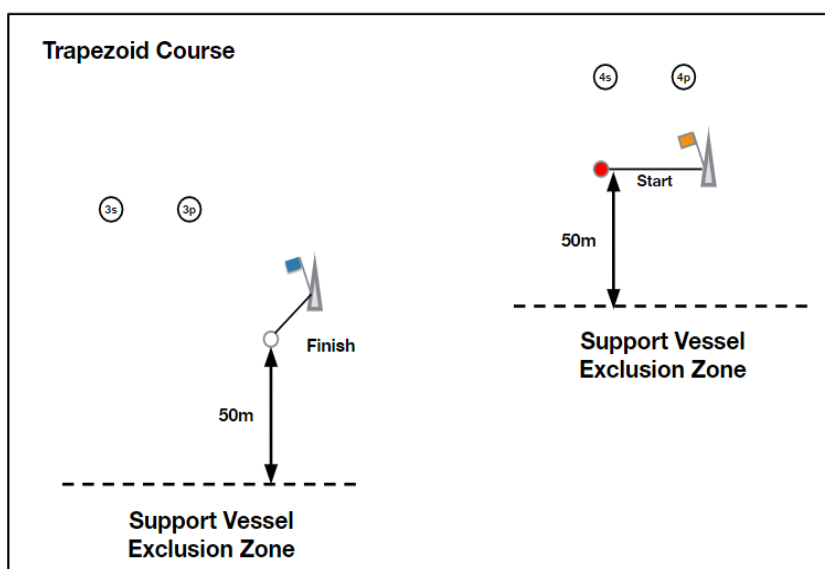 Trapezoid Course
4s 4p
Start
3s 3p
50m
Finish
Support Vessel
Exclusion Zone
50m
Support Vessel
Exclusion Zone